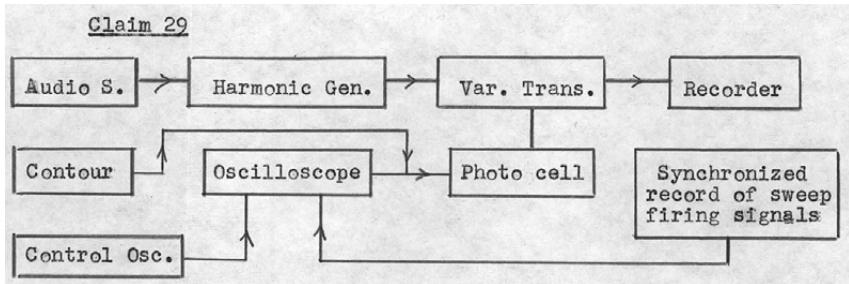 Claim 29
Audio S.
Harmonic Gen.
Var. Trans.
Recorder
Contour
Oscilloscope
Photo cell
Synchronized
record of sweep
firing signals
Control Osc.